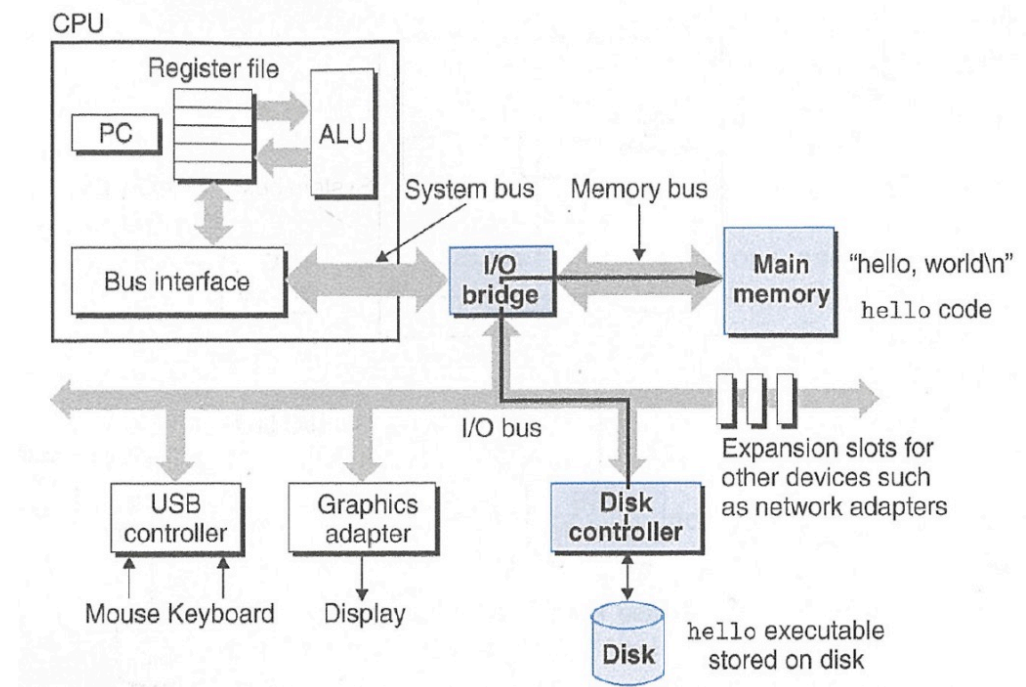 CPU
Register file
PC
ALU
System bus
Memory bus
Bus interface
I/O
bridge
Main
memory
"hello, world\n"
hello code
I/O bus
Expansion slots for
other devices such
as network adapters
USB
controller
Graphics
adapter
Disk
controller
Mouse Keyboard
Display
Disk
hello executable
stored on disk